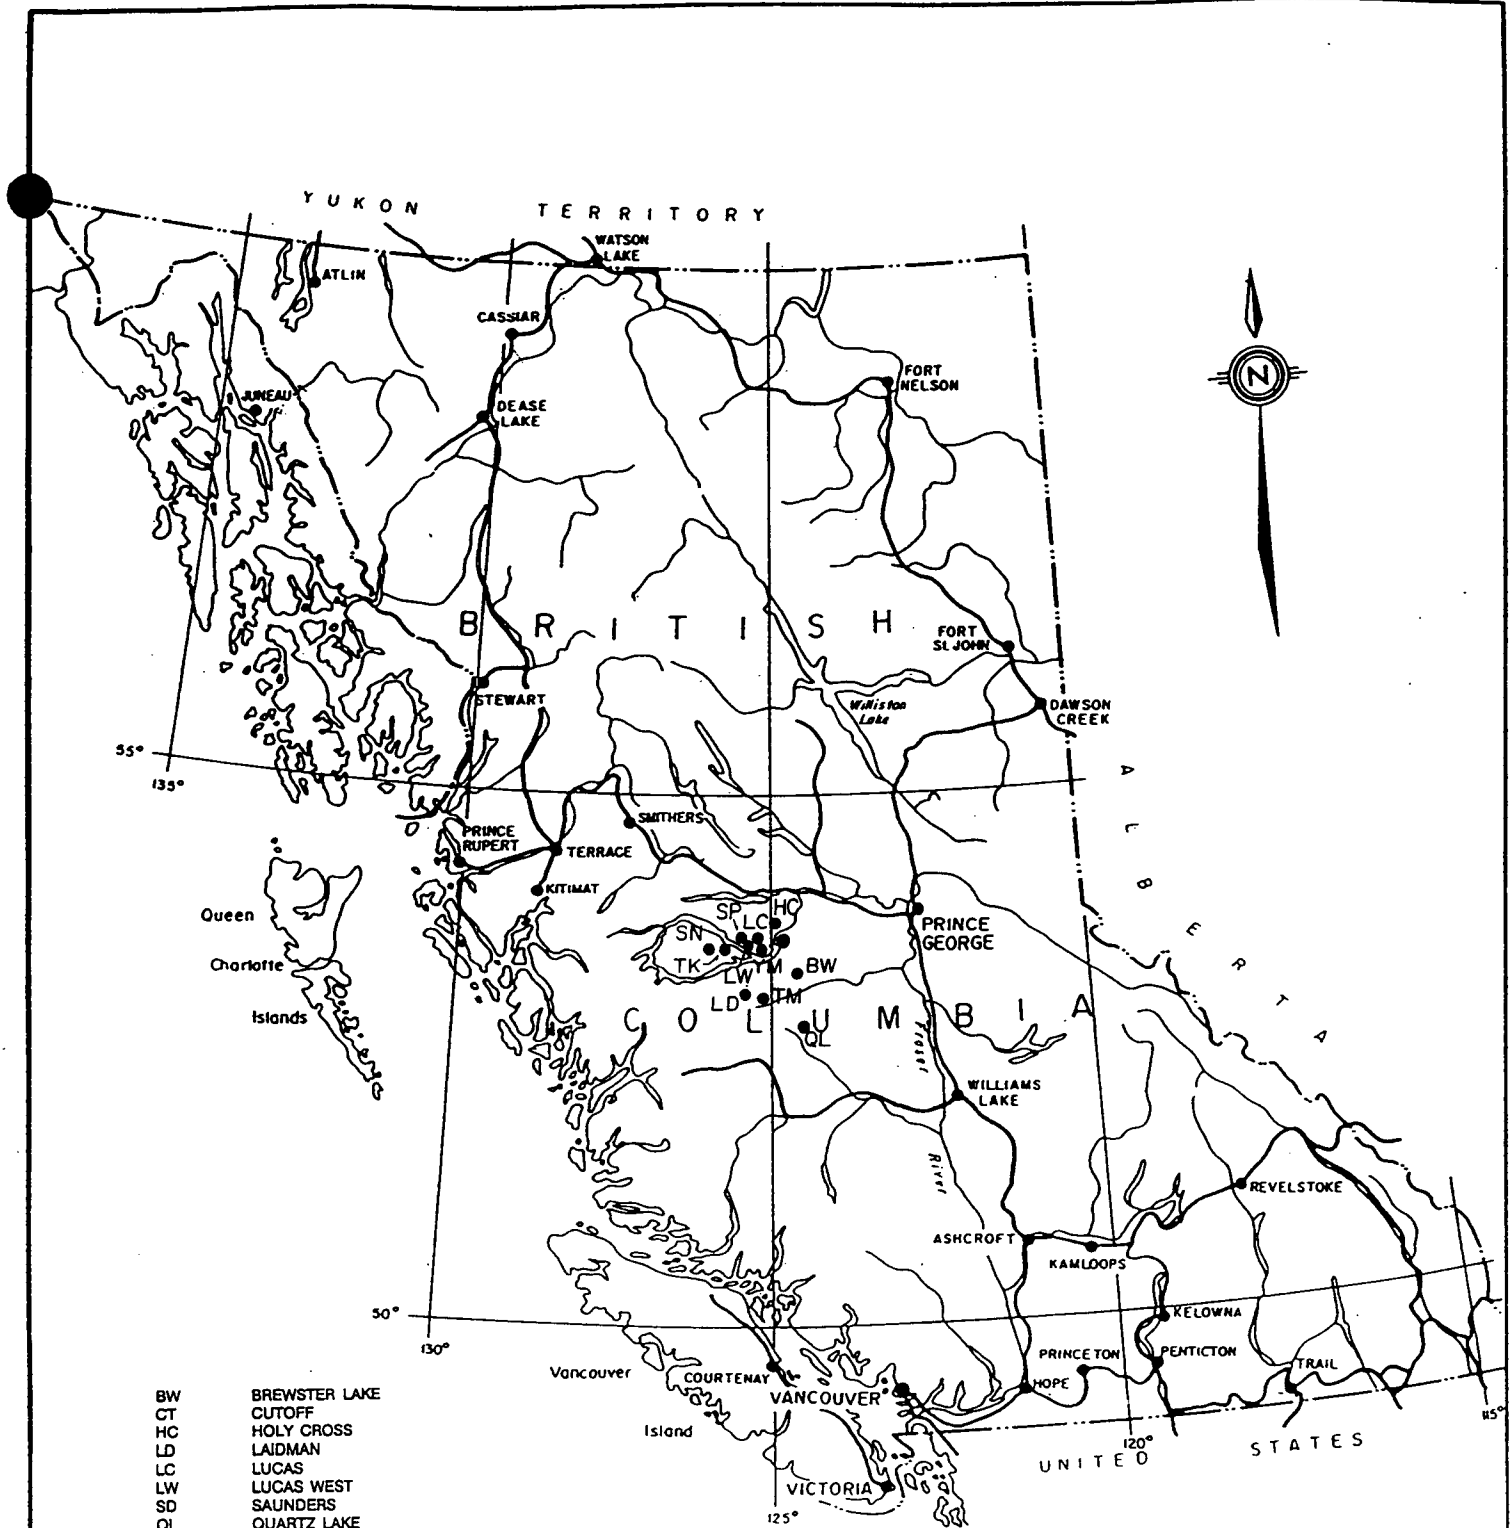 YUKON TERRITORY
WATSON
LAKE
ATLIN
CASSIAR
FORT
NELSON
N
JUNEAU
DEASE
LAKE
BRITISH
FORT
ST. JOHN
STEWART
Williston
Lake
DAWSON
CREEK
55°
135°
ALBERTA
SMITHERS
PRINCE
RUPERT
TERRACE
KITIMAT
HC
SP
LC
SN
PRINCE
GEORGE
TK
LW
YM
BW
LD
TM
Queen
Charlotte
Islands
COLUMBIA
QL
Fraser
River
WILLIAMS
LAKE
REVELSTOKE
ASHCROFT
KAMLOOPS
50°
130°
KELOWNA
PRINCETON
PENTICTON
TRAIL
HOPE
Vancouver
Island
COURTENAY
VANCOUVER
VICTORIA
125°
120°
115°
UNITED STATES
BW BREWSTER LAKE
CT CUTOFF
HC HOLY CROSS
LD LAIDMAN
LC LUCAS
LW LUCAS WEST
SD SAUNDERS
QL QUARTZ LAKE